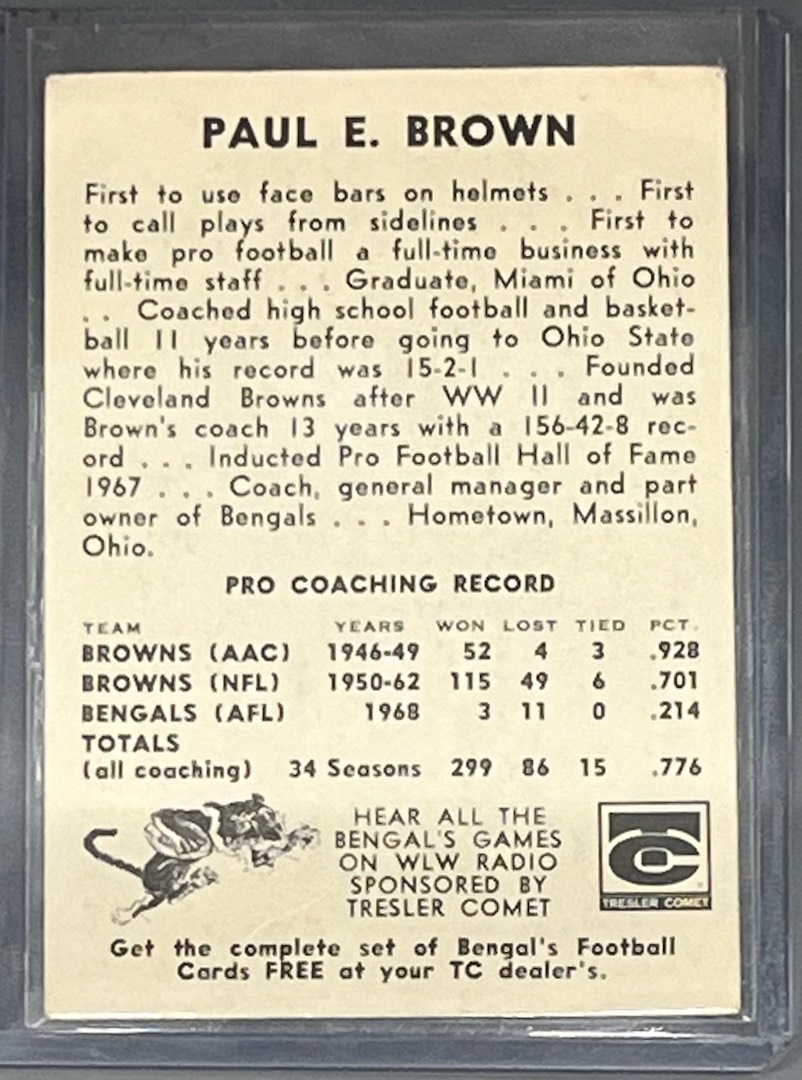 PAUL E. BROWN
First to use face bars on helmets . . . First
to call plays from sidelines . . . First to
make pro football a full-time business with
full-time staff . . . Graduate, Miami of Ohio
. . Coached high school football and basket-
ball 11 years before going to Ohio State
where his record was 15-2-1 . . . Founded
Cleveland Browns after WW II and was
Brown's coach 13 years with a 156-42-8 rec-
ord . . . Inducted Pro Football Hall of Fame
1967 . . . Coach, general manager and part
owner of Bengals . . . Hometown, Massillon,
Ohio.
PRO COACHING RECORD
TEAM YEARS WON LOST TIED PCT.
BROWNS (AAC) 1946-49 52 4 3 .928
BROWNS (NFL) 1950-62 115 49 6 .701
BENGALS (AFL) 1968 3 11 0 .214
TOTALS
(all coaching) 34 Seasons 299 86 15 .776
HEAR ALL THE
BENGAL'S GAMES
ON WLW RADIO
SPONSORED BY
TRESLER COMET
TC
TRESLER COMET
Get the complete set of Bengal's Football
Cards FREE at your TC dealer's.